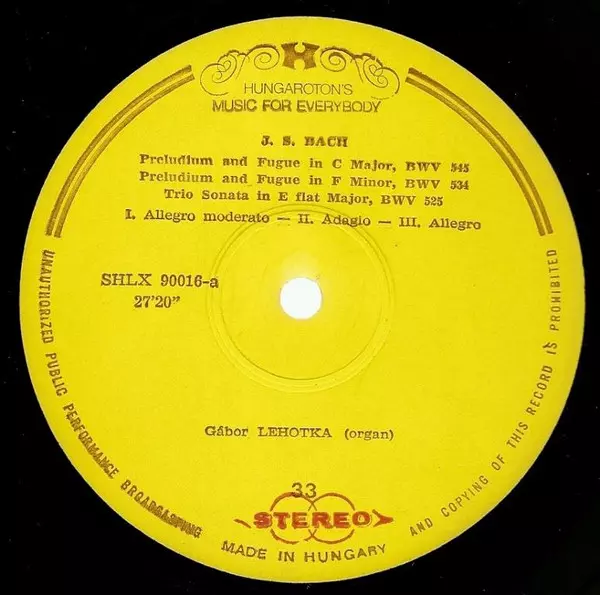 H
HUNGAROTON'S
MUSIC FOR EVERYBODY
J. S. BACH
Preludium and Fugue in C Major, BWV 545
Preludium and Fugue in F Minor, BWV 534
Trio Sonata in E flat Major, BWV 525
I. Allegro moderato — II. Adagio — III. Allegro
SHLX 90016-a
27'20"
Gábor LEHOTKA (organ)
33
STEREO
MADE IN HUNGARY
UNAUTHORIZED PUBLIC PERFORMANCE BROADGASPUNG
AND COPYING OF THIS RECORD IS PROHIBITED